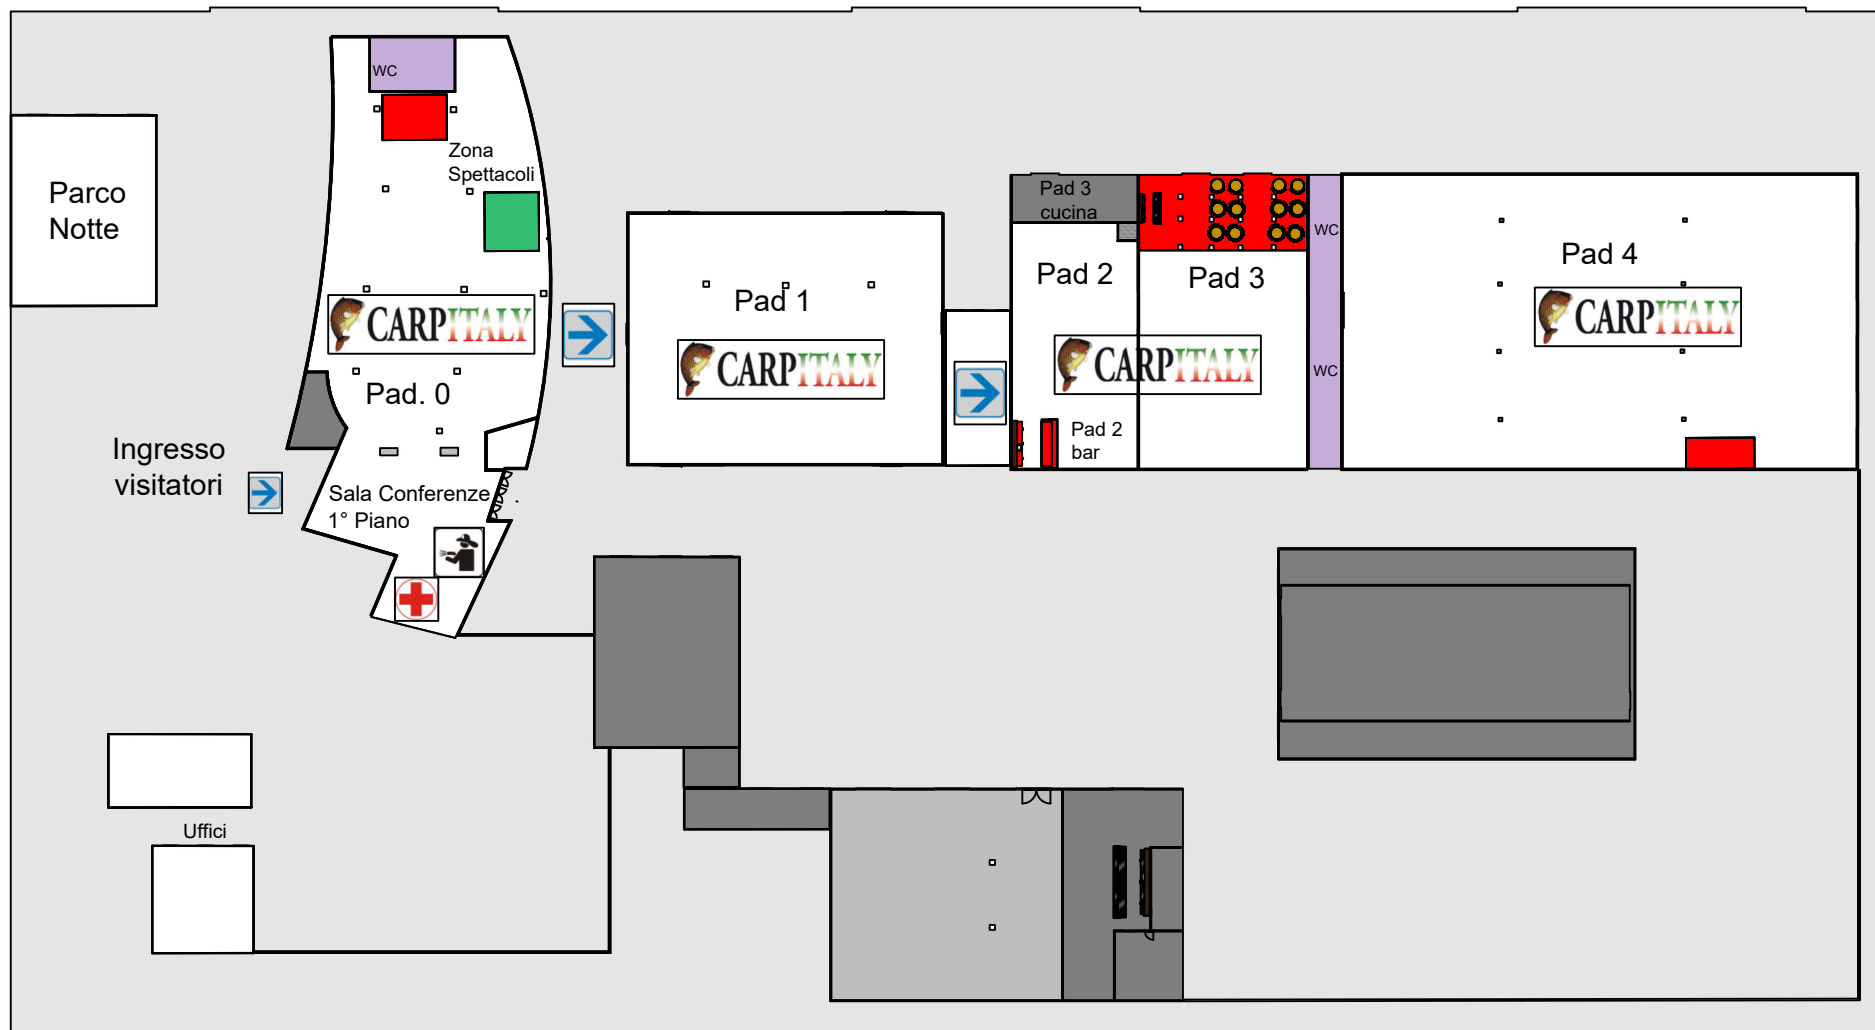 WC
Zona
Spettacoli
Parco
Notte
CARPITALY
Pad. 0
Ingresso
visitatori
Sala Conferenze
1° Piano
Pad 1
CARPITALY
Pad 3
cucina
Pad 2
Pad 3
CARPITALY
Pad 2
bar
WC
WC
Pad 4
CARPITALY
Uffici